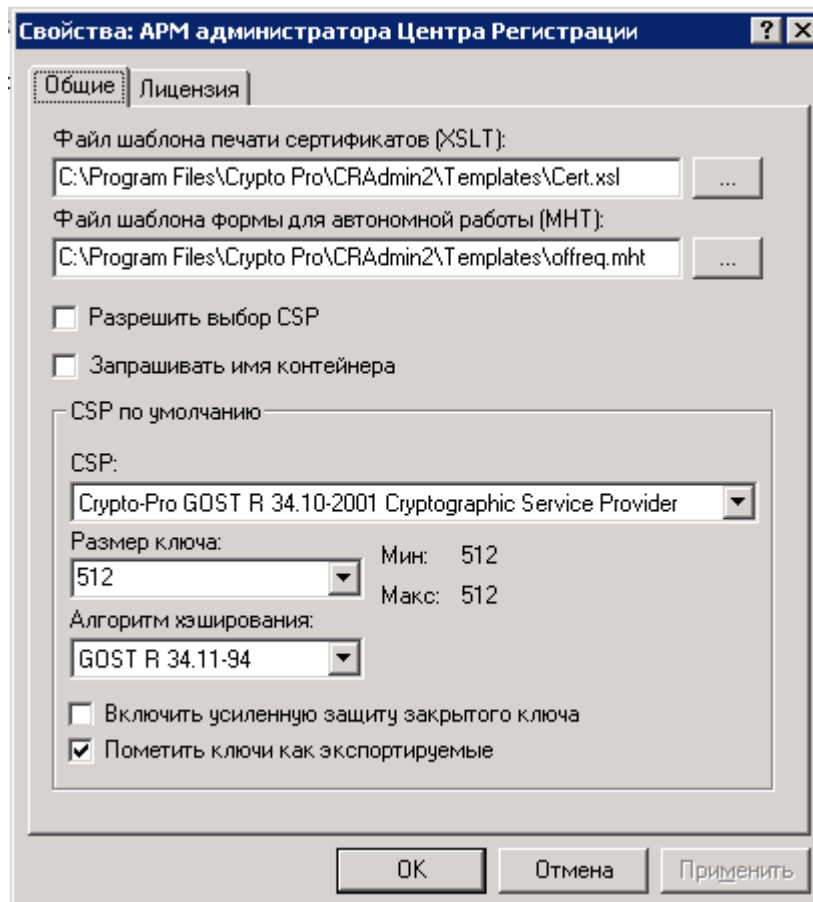 Свойства: АРМ администратора Центра Регистрации
Общие Лицензия
Файл шаблона печати сертификатов (XSLT):
C:\Program Files\Crypto Pro\CRAdmin2\Templates\Cert.xsl ...
Файл шаблона формы для автономной работы (MHT):
C:\Program Files\Crypto Pro\CRAdmin2\Templates\offreq.mht ...
Разрешить выбор CSP
Запрашивать имя контейнера
CSP по умолчанию
CSP:
Crypto-Pro GOST R 34.10-2001 Cryptographic Service Provider
Размер ключа:
512
Мин: 512
Макс: 512
Алгоритм хэширования:
GOST R 34.11-94
Включить усиленную защиту закрытого ключа
Пометить ключи как экспортируемые
OK Отмена Применить